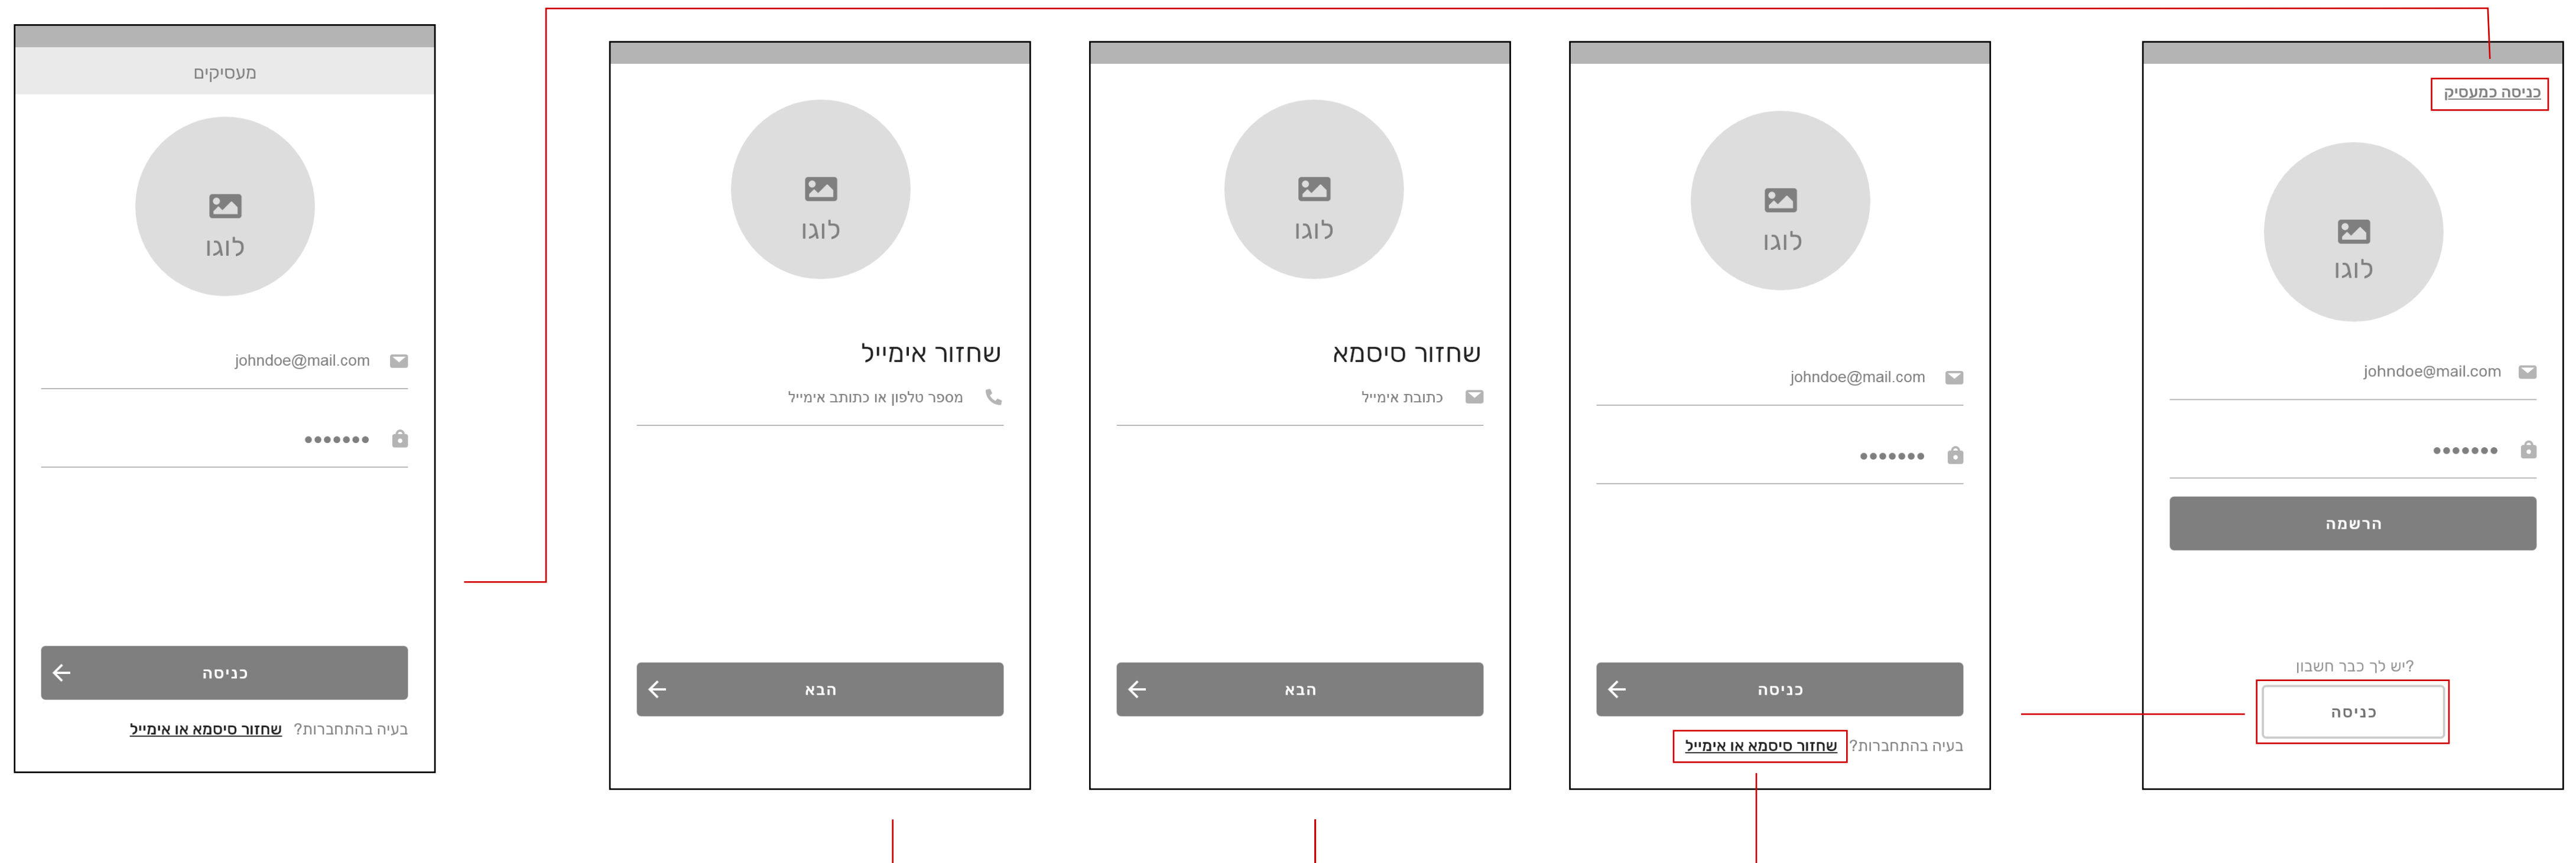 כניסה כמעסיק
לוגו
johndoe@mail.com
•••••••
הרשמה
?יש לך כבר חשבון
כניסה
לוגו
johndoe@mail.com
•••••••
כניסה
בעיה בהתחברות? שחזור סיסמא או אימייל
לוגו
שחזור סיסמא
כתובת אימייל
הבא
לוגו
שחזור אימייל
מספר טלפון או כתותב אימייל
הבא
מעסיקים
לוגו
johndoe@mail.com
•••••••
כניסה
בעיה בהתחברות? שחזור סיסמא או אימייל